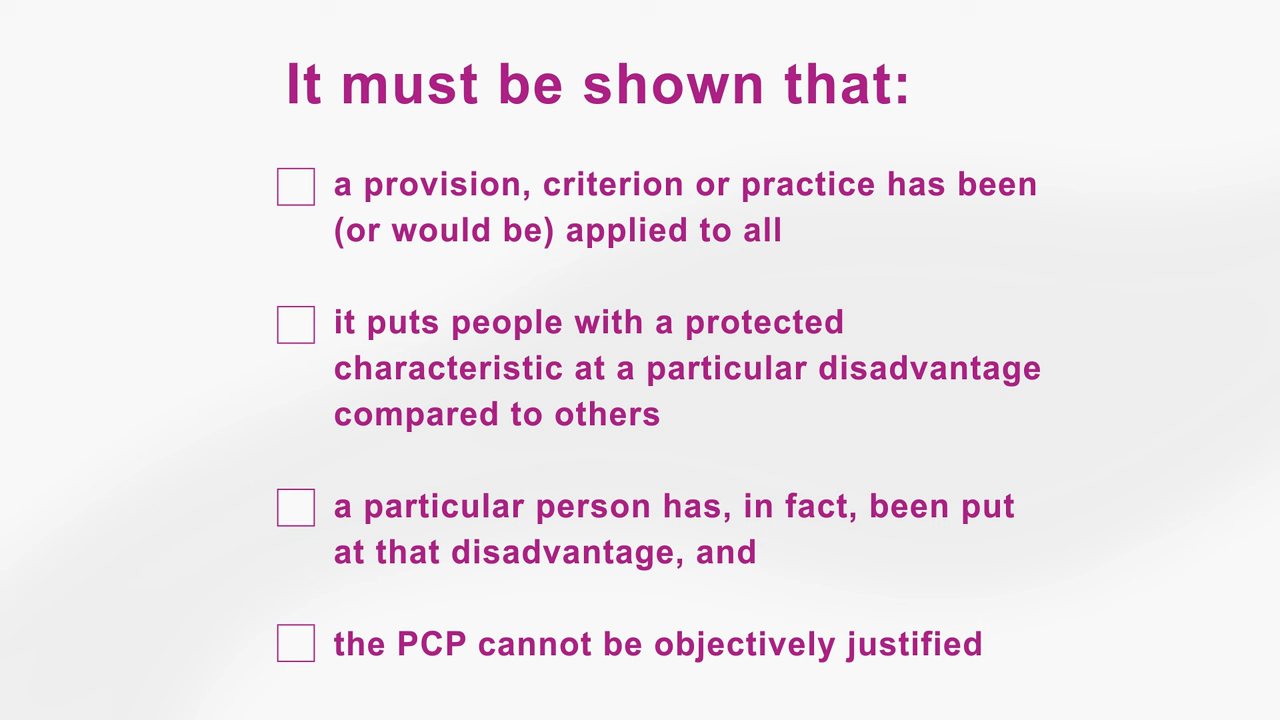 It must be shown that:
a provision, criterion or practice has been
(or would be) applied to all
it puts people with a protected
characteristic at a particular disadvantage
compared to others
a particular person has, in fact, been put
at that disadvantage, and
the PCP cannot be objectively justified